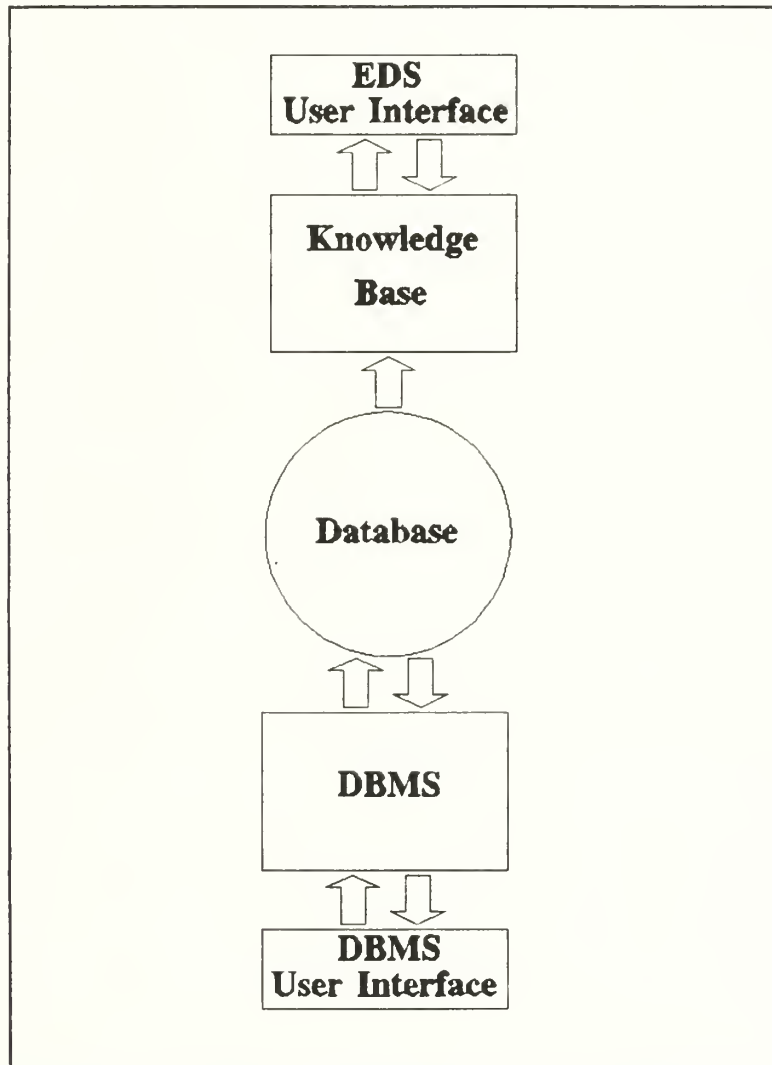 EDS
User Interface
Knowledge
Base
Database
DBMS
DBMS
User Interface